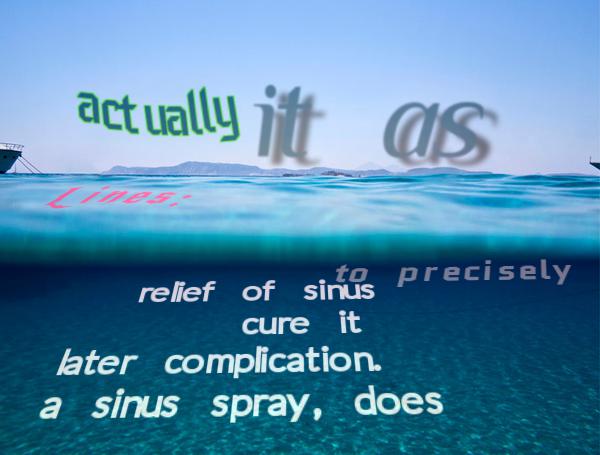 actually
it as
Lines:
to precisely
relief of sinus
cure it
later complication.
a sinus spray, does